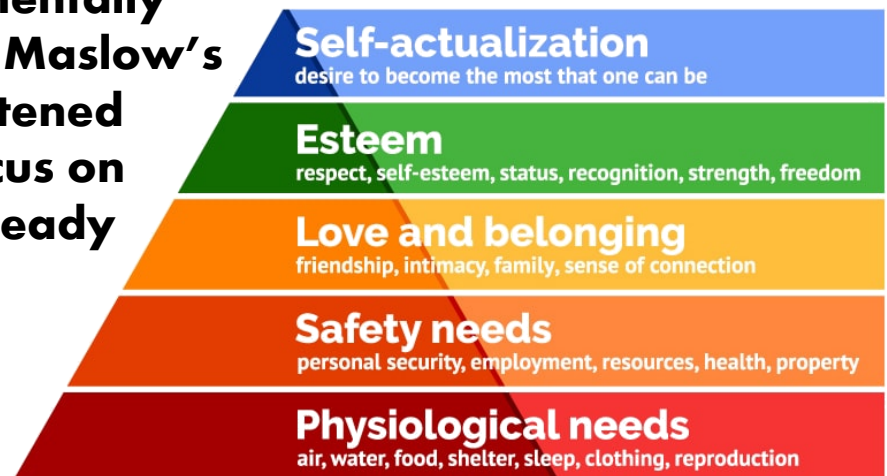 Maslow's
tened
cus on
eady
Self-actualization
desire to become the most that one can be
Esteem
respect, self-esteem, status, recognition, strength, freedom
Love and belonging
friendship, intimacy, family, sense of connection
Safety needs
personal security, employment, resources, health, property
Physiological needs
air, water, food, shelter, sleep, clothing, reproduction